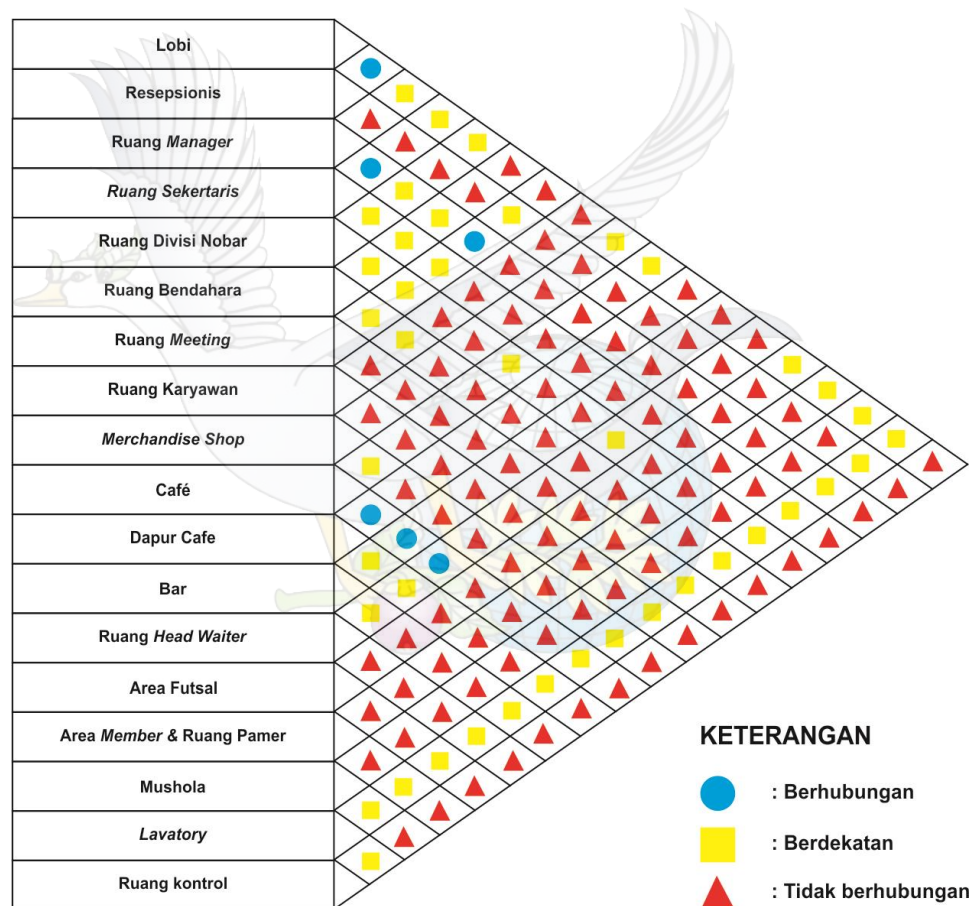 Lobi
Resepsionis
Ruang Manager
Ruang Sekertaris
Ruang Divisi Nobar
Ruang Bendahara
Ruang Meeting
Ruang Karyawan
Merchandise Shop
Café
Dapur Cafe
Bar
Ruang Head Waiter
Area Futsal
Area Member & Ruang Pamer
Mushola
Lavatory
Ruang kontrol
KETERANGAN
: Berhubungan
: Berdekatan
: Tidak berhubungan